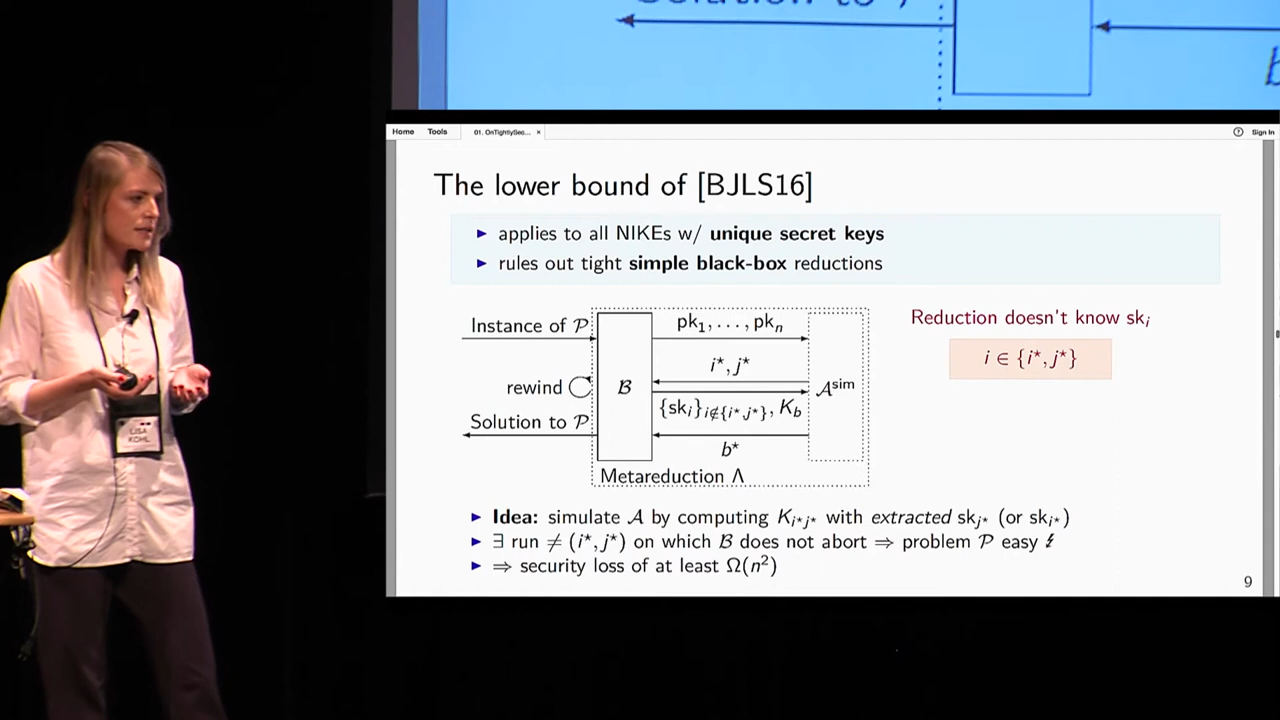 Solution to
b
Home Tools 01. OnTightlySec... × ? Sign In
The lower bound of [BJLS16]
▶ applies to all NIKEs w/ unique secret keys
▶ rules out tight simple black-box reductions
Instance of 𝒫
pk₁, . . . , pkₙ
i*, j*
rewind
ℬ
𝒜ˢⁱᵐ
{skᵢ}_{i∉{i*,j*}}, K_b
Solution to 𝒫
b*
Metareduction Λ
Reduction doesn't know skᵢ
i ∈ {i*, j*}
▶ Idea: simulate 𝒜 by computing K_{i*j*} with extracted sk_{j*} (or sk_{i*})
▶ ∃ run ≠ (i*, j*) on which ℬ does not abort ⇒ problem 𝒫 easy ↯
▶ ⇒ security loss of at least Ω(n²)
9
LISA
KOHL